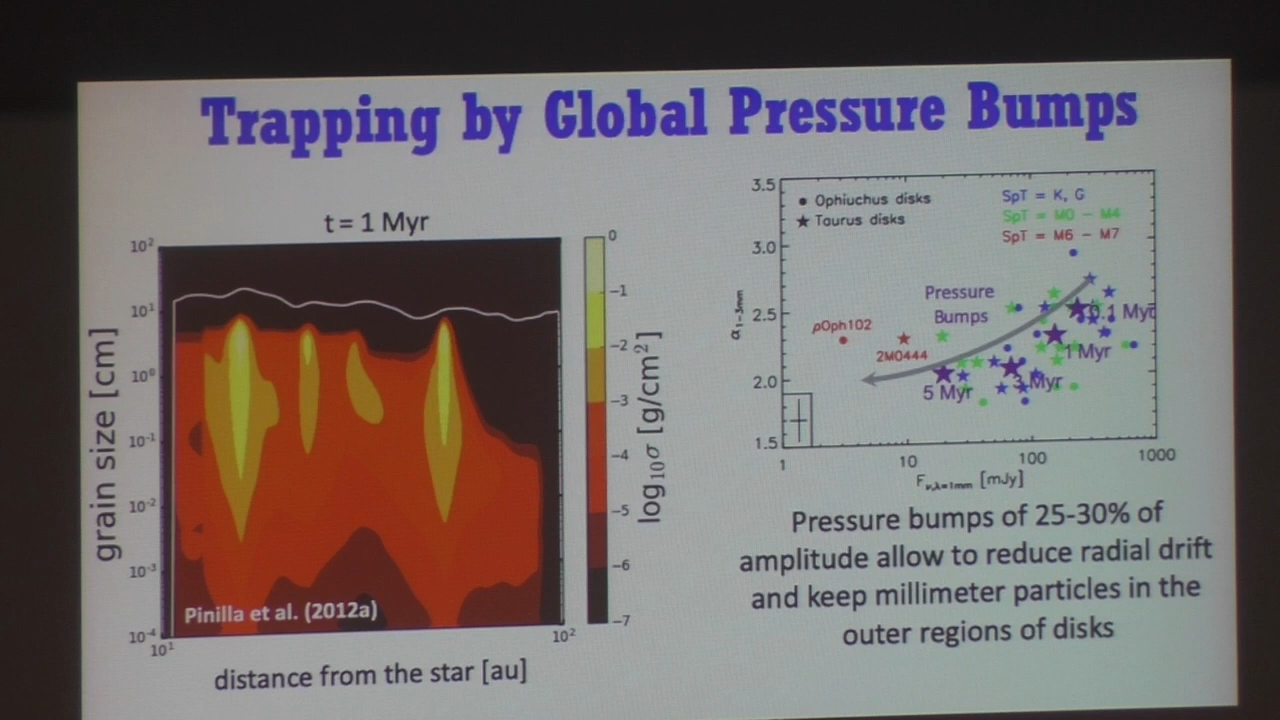 Trapping by Global Pressure Bumps
t = 1 Myr
10²
10¹
10⁰
10⁻¹
10⁻²
10⁻³
10⁻⁴
grain size [cm]
Pinilla et al. (2012a)
10¹
10²
distance from the star [au]
0
−1
−2
−3
−4
−5
−6
−7
log₁₀σ [g/cm²]
3.5
3.0
2.5
2.0
1.5
α₁₋₃mm
● Ophiuchus disks
★ Taurus disks
SpT = K, G
SpT = M0 − M4
SpT = M6 − M7
Pressure
Bumps
ρOph102
2M0444
0.1 Myr
1 Myr
3 Myr
5 Myr
1
10
100
1000
Fν,λ=1mm [mJy]
Pressure bumps of 25-30% of
amplitude allow to reduce radial drift
and keep millimeter particles in the
outer regions of disks